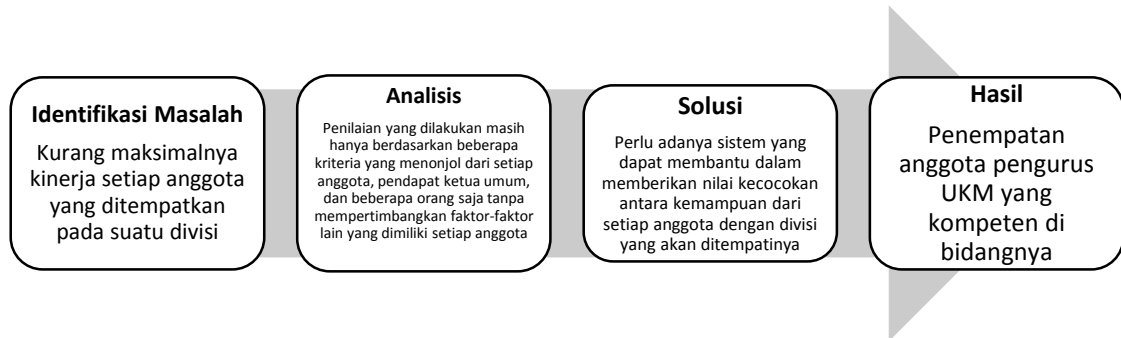 Identifikasi Masalah
Kurang maksimalnya
kinerja setiap anggota
yang ditempatkan
pada suatu divisi
Analisis
Penilaian yang dilakukan masih
hanya berdasarkan beberapa
kriteria yang menonjol dari setiap
anggota, pendapat ketua umum,
dan beberapa orang saja tanpa
mempertimbangkan faktor-faktor
lain yang dimiliki setiap anggota
Solusi
Perlu adanya sistem yang
dapat membantu dalam
memberikan nilai kecocokan
antara kemampuan dari
setiap anggota dengan divisi
yang akan ditempatinya
Hasil
Penempatan
anggota pengurus
UKM yang
kompeten di
bidangnya